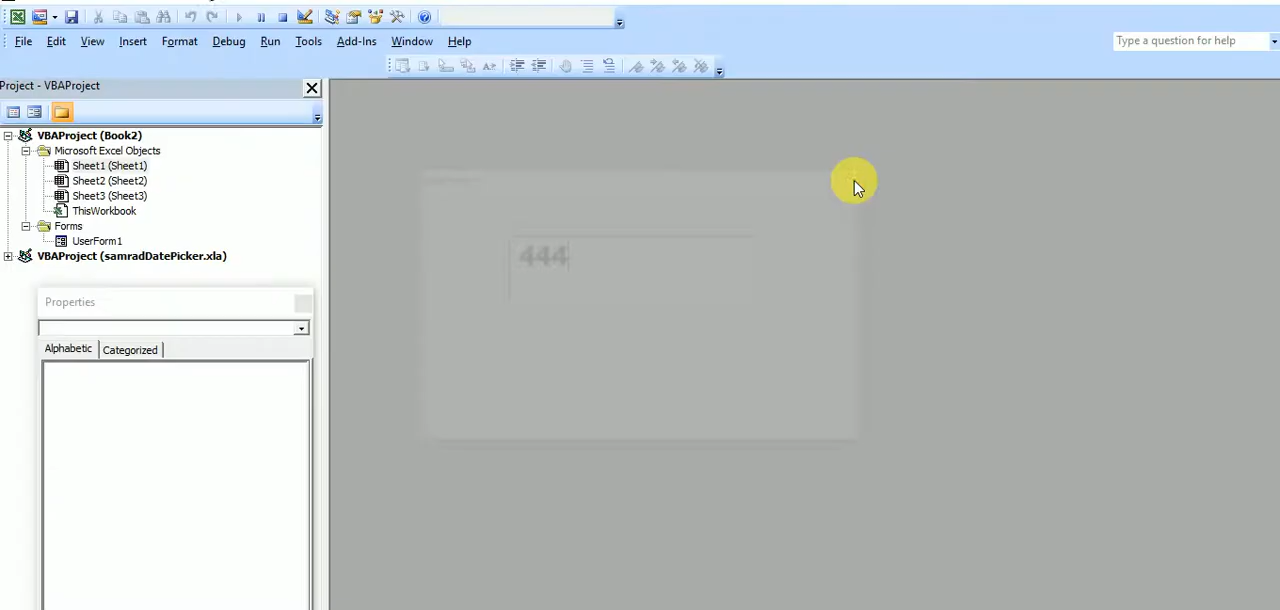 File Edit View Insert Format Debug Run Tools Add-Ins Window Help
Type a question for help
Project - VBAProject
VBAProject (Book2)
Microsoft Excel Objects
Sheet1 (Sheet1)
Sheet2 (Sheet2)
Sheet3 (Sheet3)
ThisWorkbook
Forms
UserForm1
VBAProject (samradDatePicker.xla)
Properties
Alphabetic Categorized
444